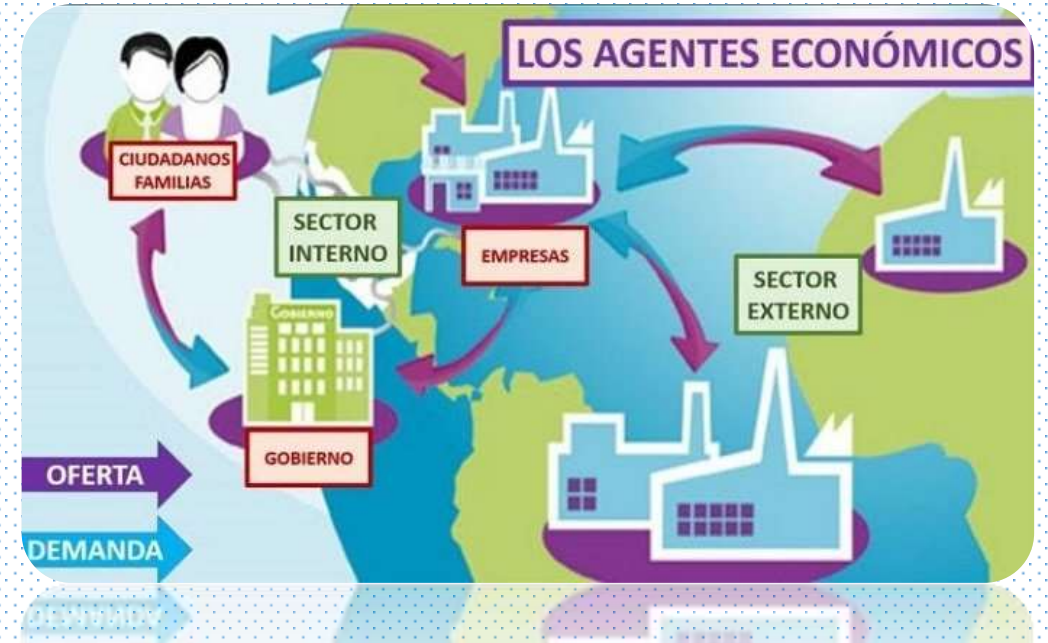 LOS AGENTES ECONÓMICOS
CIUDADANOS
FAMILIAS
SECTOR
INTERNO
EMPRESAS
SECTOR
EXTERNO
GOBIERNO
GOBIERNO
OFERTA
DEMANDA